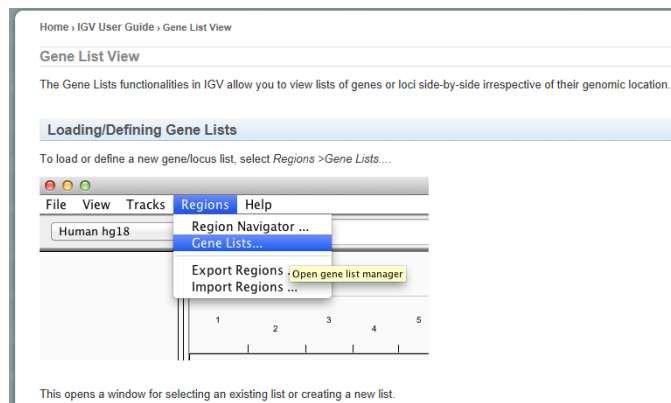 Home › IGV User Guide › Gene List View
Gene List View
The Gene Lists functionalities in IGV allow you to view lists of genes or loci side-by-side irrespective of their genomic location.
Loading/Defining Gene Lists
To load or define a new gene/locus list, select Regions >Gene Lists....
File View Tracks Regions Help
Human hg18
Region Navigator ...
Gene Lists...
Export Regions .
Open gene list manager
Import Regions ...
1 2 3 4 5
This opens a window for selecting an existing list or creating a new list.